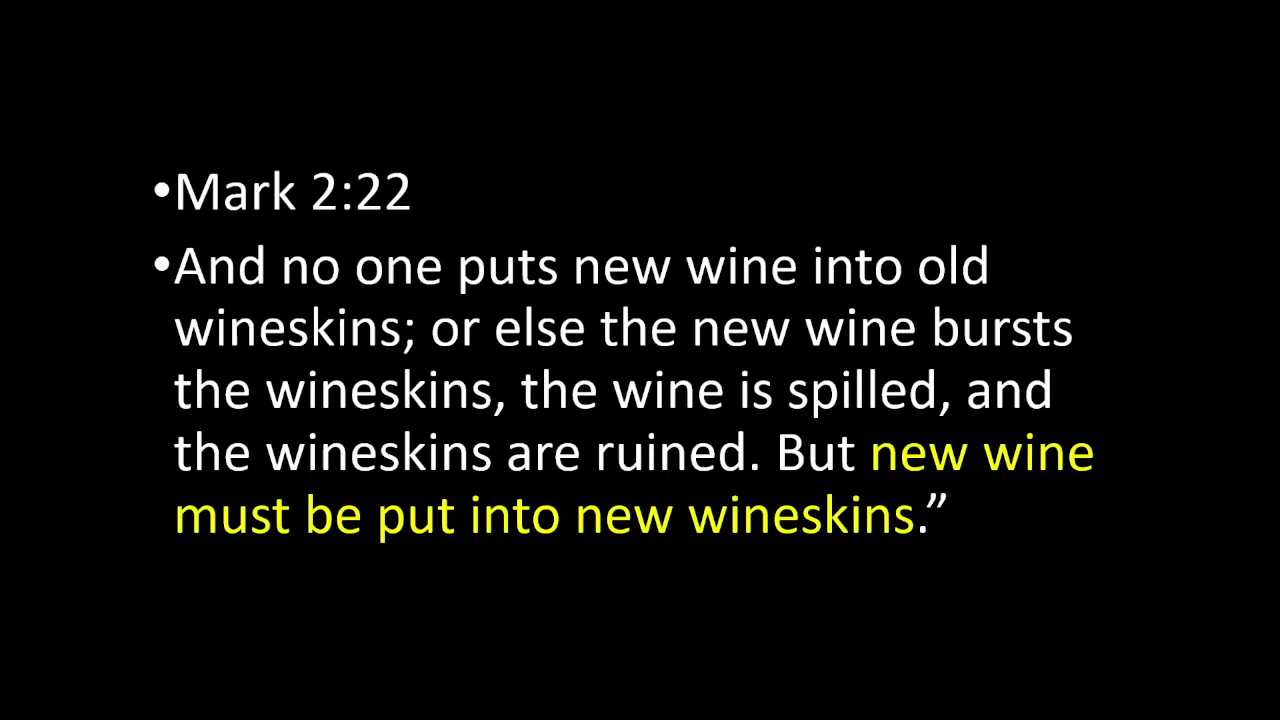 •Mark 2:22
•And no one puts new wine into old
wineskins; or else the new wine bursts
the wineskins, the wine is spilled, and
the wineskins are ruined. But new wine
must be put into new wineskins.”